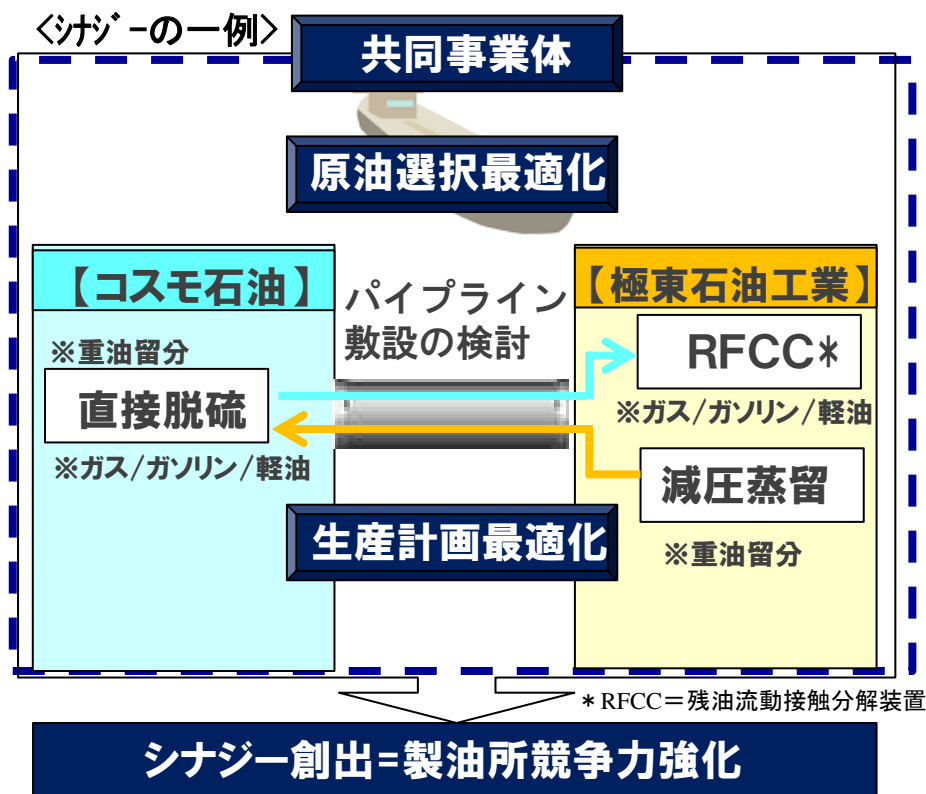 〈シナジーの一例〉
共同事業体
原油選択最適化
【コスモ石油】
※重油留分
直接脱硫
※ガス/ガソリン/軽油
パイプライン
敷設の検討
【極東石油工業】
RFCC*
※ガス/ガソリン/軽油
減圧蒸留
※重油留分
生産計画最適化
*RFCC=残油流動接触分解装置
シナジー創出=製油所競争力強化